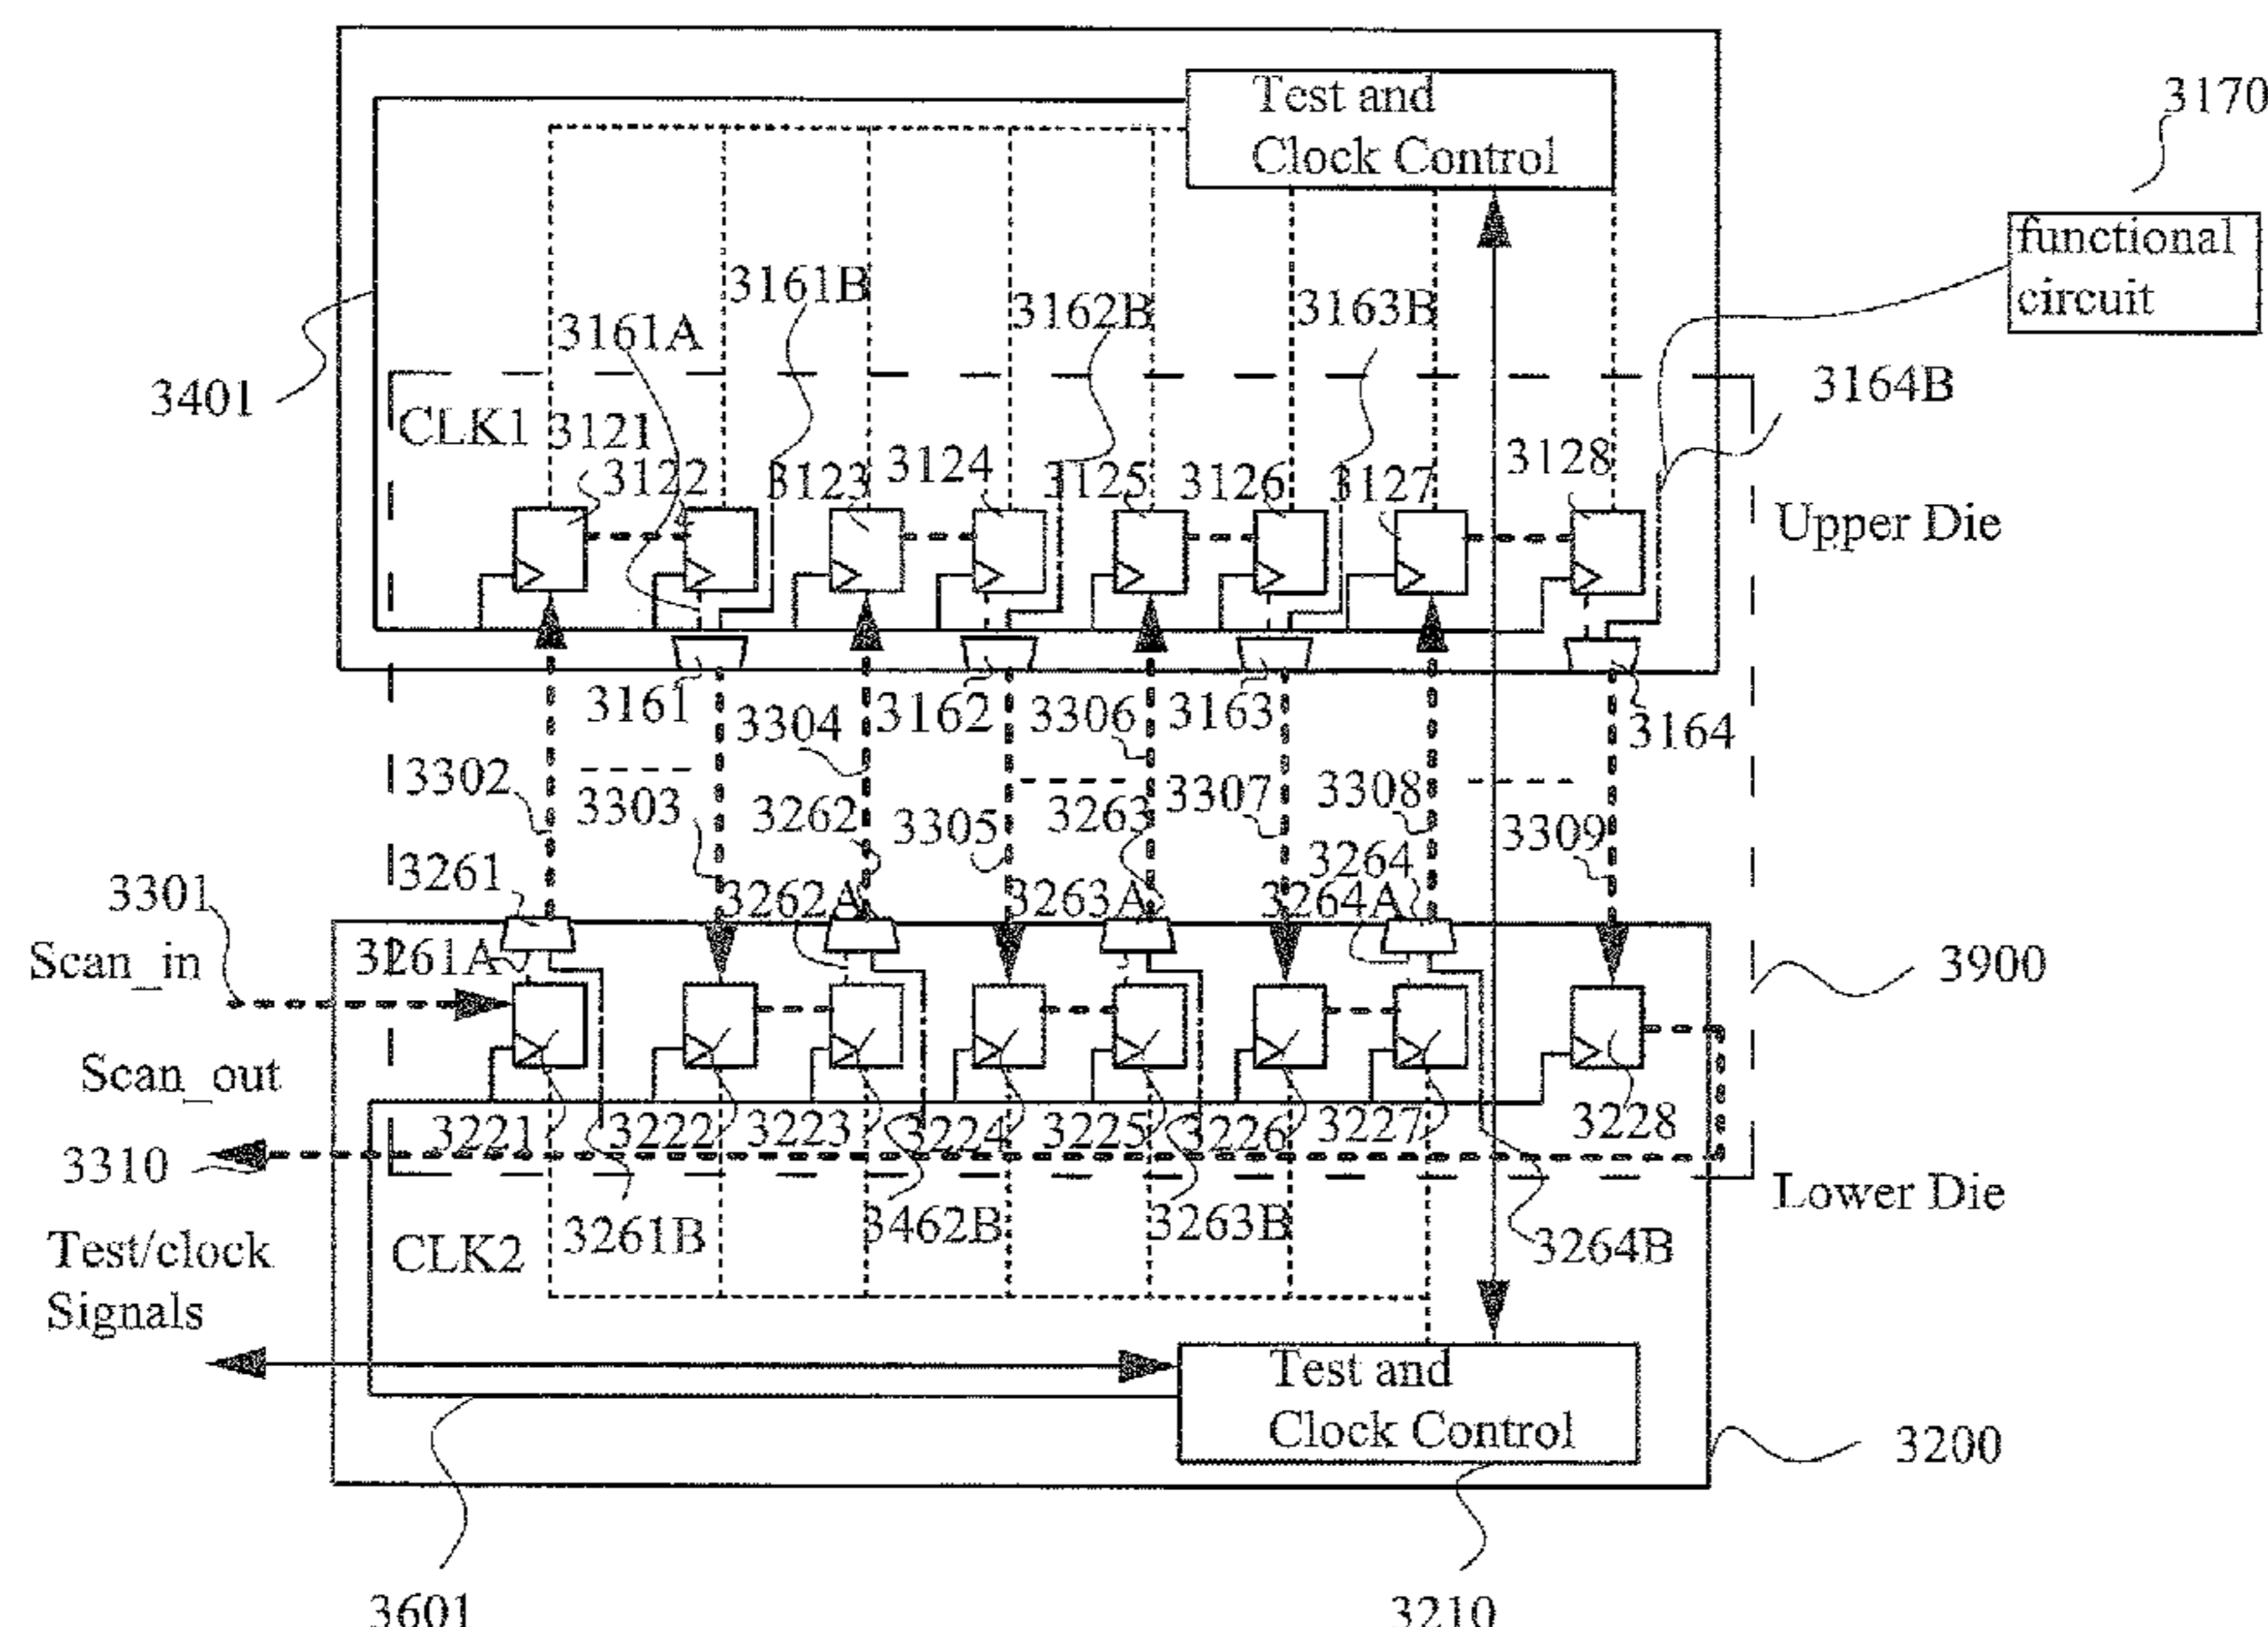 Test and
Clock Control
3170
functional
circuit
3161B
3162B
3163B
3161A
3401
3164B
CLK1
3121
3122
3123
3124
3125
3126
3127
3128
Upper Die
3161
3304
3162
3306
3163
3164
3302
3303
3262
3305
3263
3307
3308
3309
3261
3264
3301
3262A
3263A
3264A
Scan_in
3261A
3900
Scan_out
3221
3222
3223
3224
3225
3226
3227
3228
3310
Lower Die
3261B
3462B
3263B
3264B
Test/clock
Signals
CLK2
Test and
Clock Control
3200
3601
3210